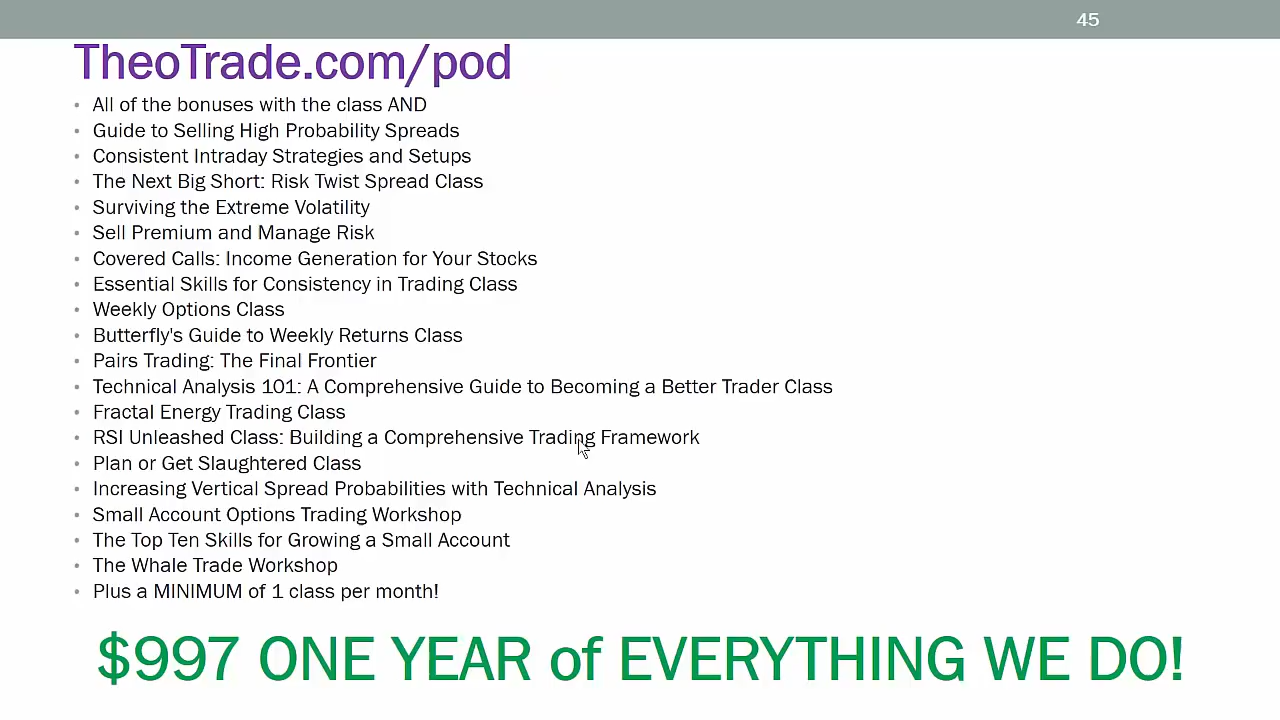 45
TheoTrade.com/pod
• All of the bonuses with the class AND
• Guide to Selling High Probability Spreads
• Consistent Intraday Strategies and Setups
• The Next Big Short: Risk Twist Spread Class
• Surviving the Extreme Volatility
• Sell Premium and Manage Risk
• Covered Calls: Income Generation for Your Stocks
• Essential Skills for Consistency in Trading Class
• Weekly Options Class
• Butterfly's Guide to Weekly Returns Class
• Pairs Trading: The Final Frontier
• Technical Analysis 101: A Comprehensive Guide to Becoming a Better Trader Class
• Fractal Energy Trading Class
• RSI Unleashed Class: Building a Comprehensive Trading Framework
• Plan or Get Slaughtered Class
• Increasing Vertical Spread Probabilities with Technical Analysis
• Small Account Options Trading Workshop
• The Top Ten Skills for Growing a Small Account
• The Whale Trade Workshop
• Plus a MINIMUM of 1 class per month!
$997 ONE YEAR of EVERYTHING WE DO!